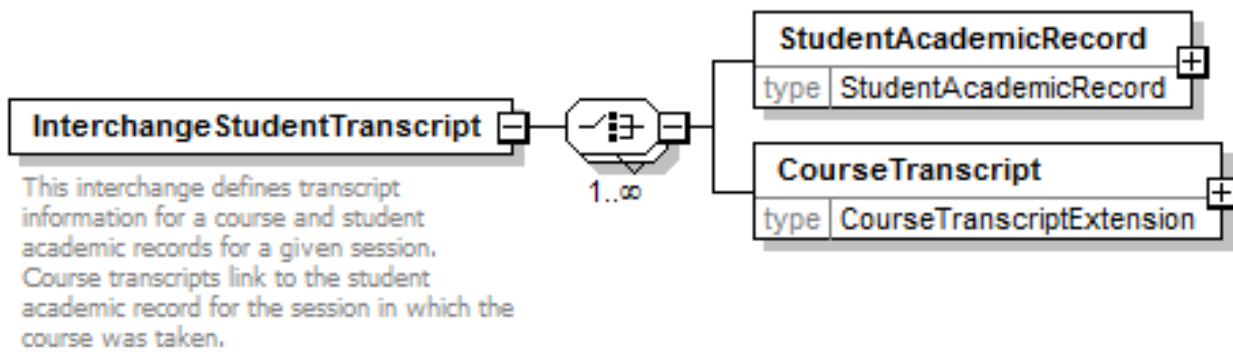 StudentAcademicRecord
type StudentAcademicRecord
InterchangeStudentTranscript
1..∞
This interchange defines transcript
information for a course and student
academic records for a given session.
Course transcripts link to the student
academic record for the session in which the
course was taken.
CourseTranscript
type CourseTranscriptExtension